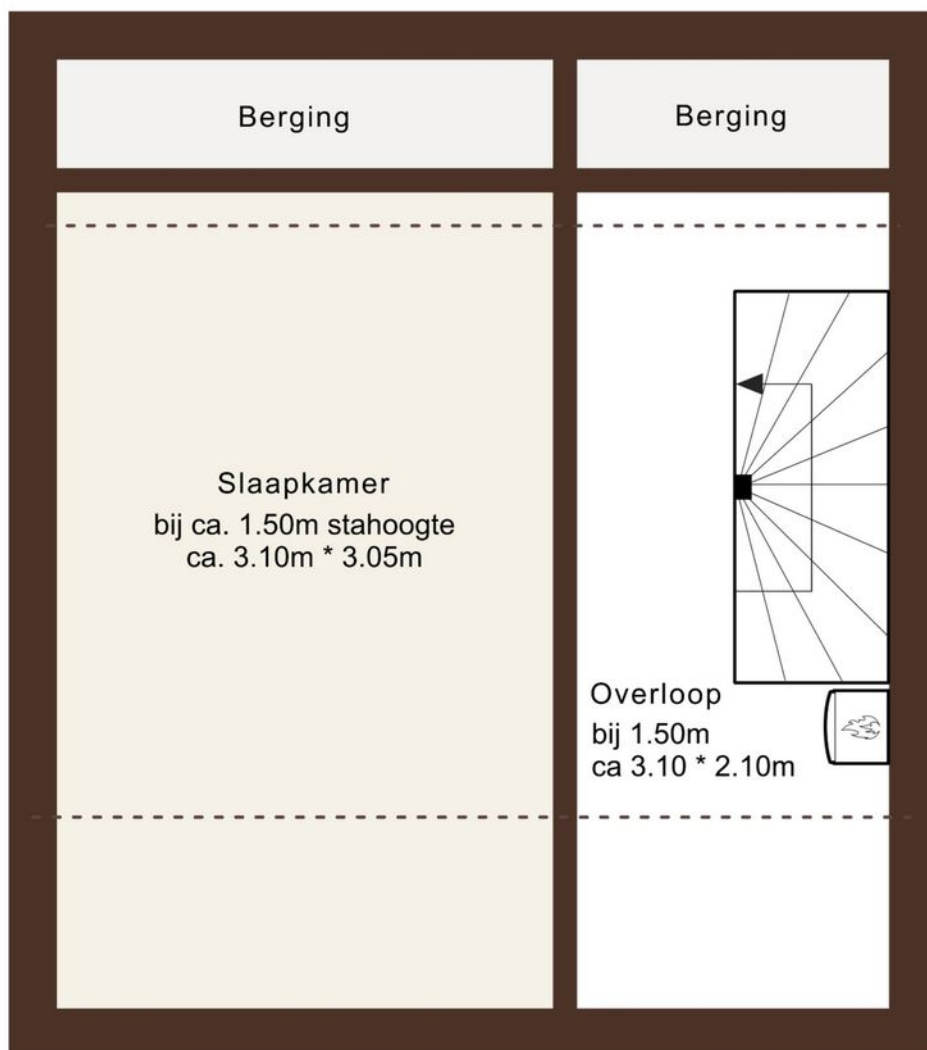 Berging
Berging
Slaapkamer
bij ca. 1.50m stahoogte
ca. 3.10m * 3.05m
Overloop
bij 1.50m
ca 3.10 * 2.10m